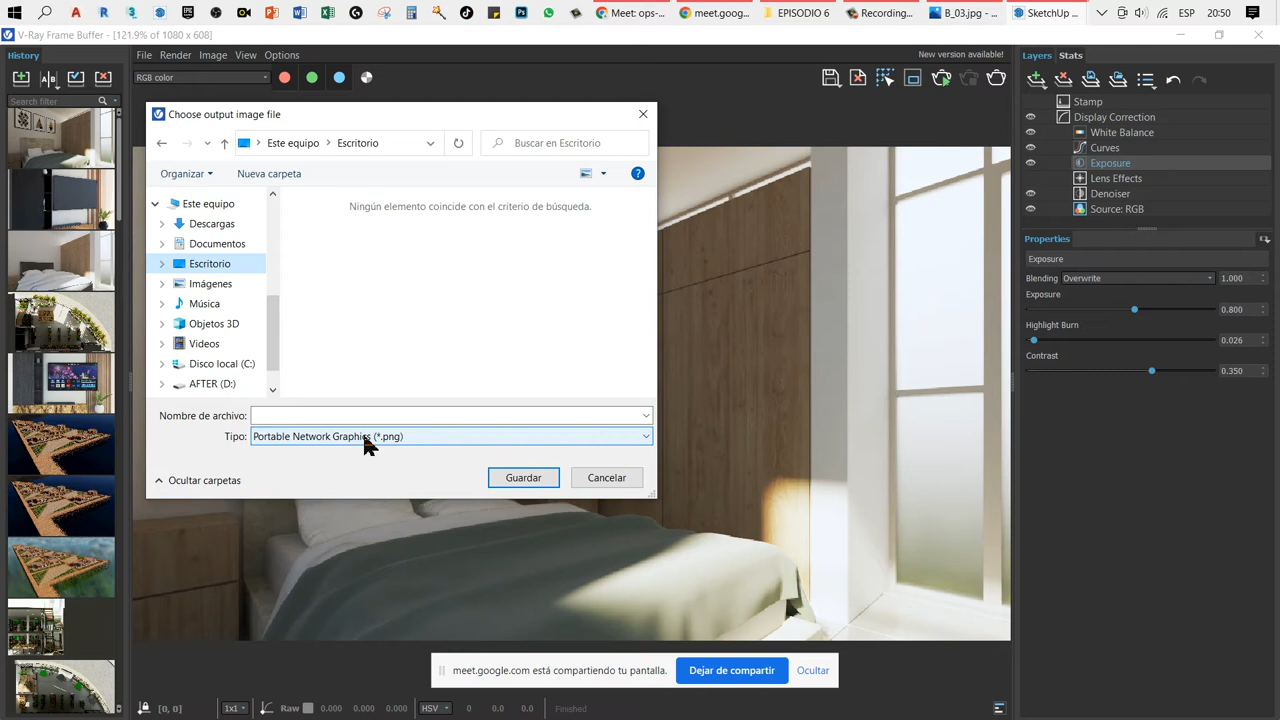 Meet: ops-
meet.goog...
EPISODIO 6
Recording...
B_03.jpg - ...
SketchUp ...
ESP
20:50
V-Ray Frame Buffer - [121.9% of 1080 x 608]
History
File Render Image View Options
New version available!
Layers Stats
RGB color
Search filter
Choose output image file
Este equipo > Escritorio
Buscar en Escritorio
Organizar
Nueva carpeta
Ningún elemento coincide con el criterio de búsqueda.
Este equipo
Descargas
Documentos
Escritorio
Imágenes
Música
Objetos 3D
Videos
Disco local (C:)
AFTER (D:)
Nombre de archivo:
Tipo: Portable Network Graphics (*.png)
Ocultar carpetas
Guardar
Cancelar
Stamp
Display Correction
White Balance
Curves
Exposure
Lens Effects
Denoiser
Source: RGB
Properties
Exposure
Blending Overwrite 1.000
Exposure
0.800
Highlight Burn
0.026
Contrast
0.350
meet.google.com está compartiendo tu pantalla.
Dejar de compartir
Ocultar
[0, 0]
1x1
Raw
0.000 0.000 0.000
HSV
0 0.0 0.0
Finished